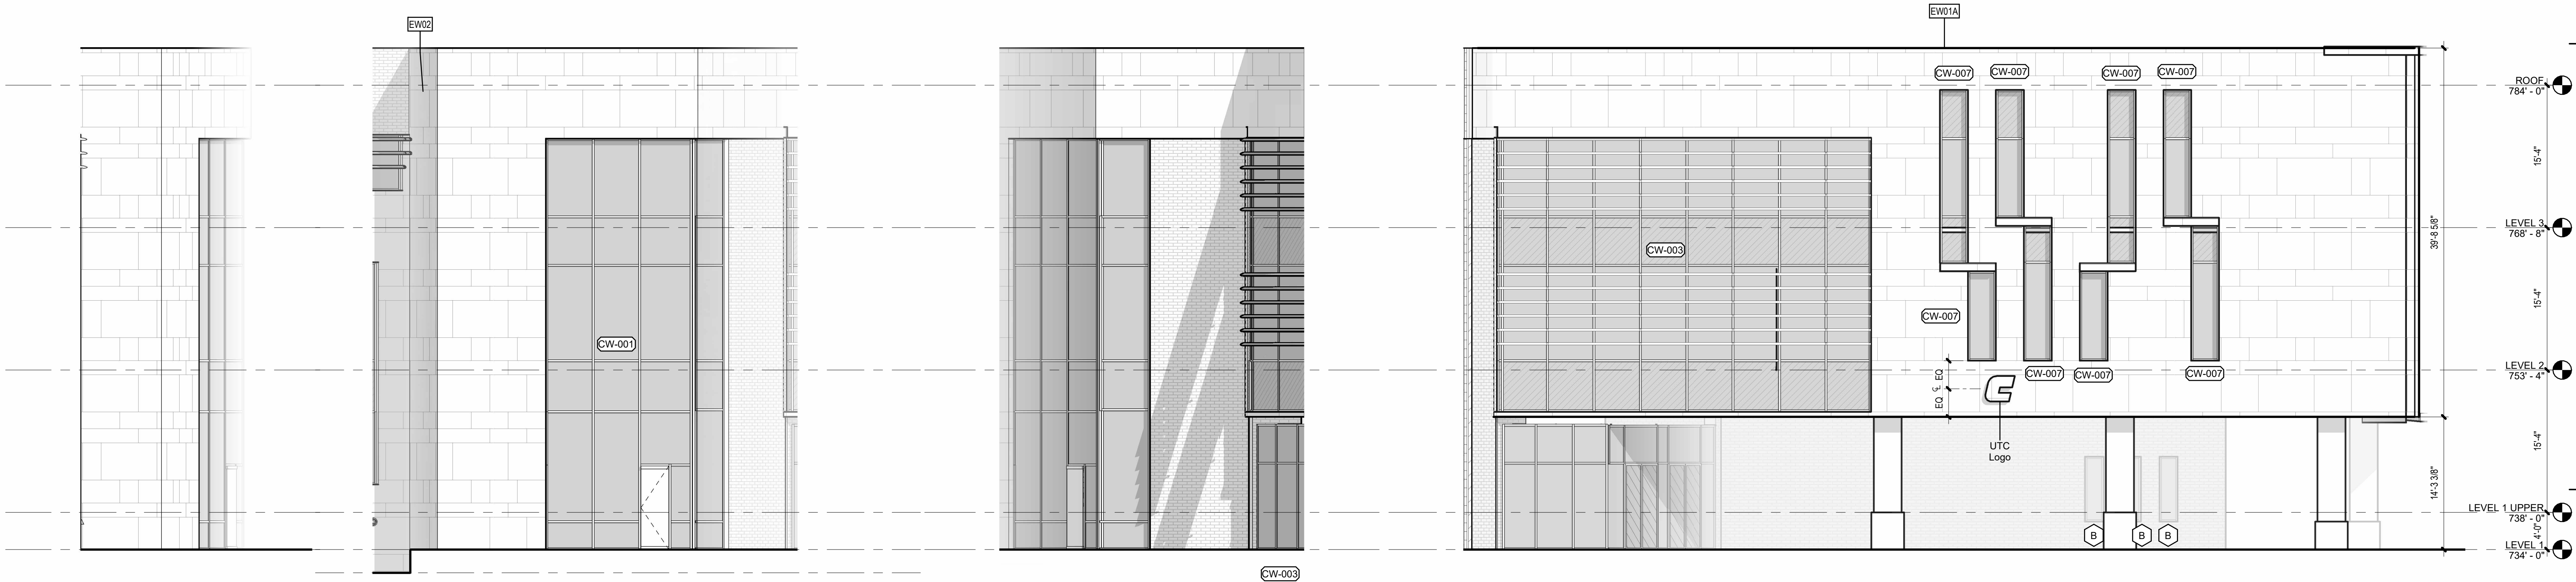 EW02
EW01A
CW-007
CW-007
CW-007
CW-007
ROOF
784' - 0"
15'-4"
LEVEL 3
768' - 8"
39'-8 5/8"
CW-003
CW-001
15'-4"
CW-007
LEVEL 2
753' - 4"
EQ
CL
EQ
CW-007
CW-007
CW-007
C
UTC
Logo
15'-4"
14'-3 3/8"
LEVEL 1 UPPER
738' - 0"
4'-0"
B
B
B
LEVEL 1
734' - 0"
CW-003